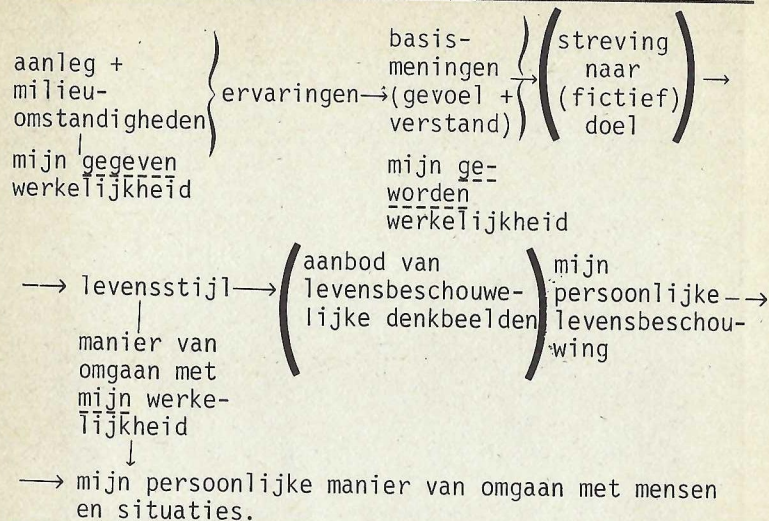 aanleg +
milieu-
omstandigheden
mijn gegeven
werkelijkheid
ervaringen→
basis-
meningen
(gevoel +
verstand)
→
mijn ge-
worden
werkelijkheid
(streving
naar
(fictief)
doel)
→
→ levensstijl→
manier van
omgaan met
mijn werke-
lijkheid
↓
(aanbod van
levensbeschouwe-
lijke denkbeelden)
mijn
persoonlijke
levensbeschou-
wing
→
→ mijn persoonlijke manier van omgaan met mensen
en situaties.